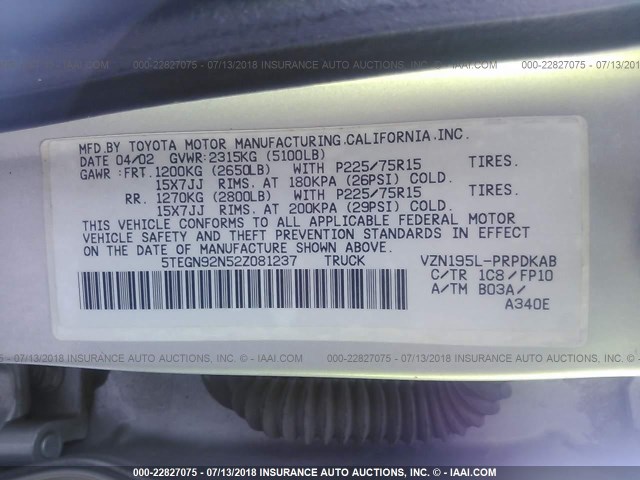 000-22827075 - 07/13/2018 INSURANCE AUTO AUCTIONS, INC. © - IAAI.COM
MFD.BY TOYOTA MOTOR MANUFACTURING.CALIFORNIA.INC.
DATE 04/02 GVWR:2315KG (5100LB)
GAWR :FRT.1200KG (2650LB) WITH P225/75R15 TIRES.
15X7JJ RIMS. AT 180KPA (26PSI) COLD.
RR. 1270KG (2800LB) WITH P225/75R15 TIRES.
15X7JJ RIMS. AT 200KPA (29PSI) COLD.
THIS VEHICLE CONFORMS TO ALL APPLICABLE FEDERAL MOTOR
VEHICLE SAFETY AND THEFT PREVENTION STANDARDS IN EFFECT
ON THE DATE OF MANUFACTURE SHOWN ABOVE.
5TEGN92N52Z081237 TRUCK VZN195L-PRPDKAB
C/TR 1C8/FP10
A/TM B03A/
A340E
000-22827075 - 07/13/2018 INSURANCE AUTO AUCTIONS, INC. © - IAAI.COM
000-22827075 - 07/13/2018 INSURANCE AUTO AUCTIONS, INC. © - IAAI.COM